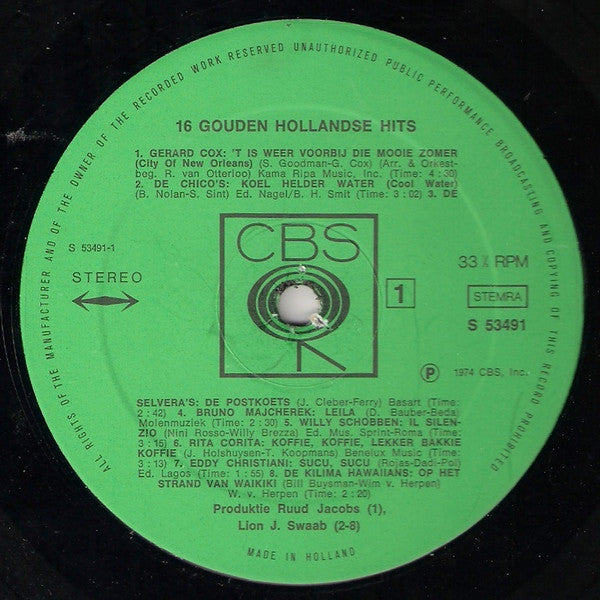 ALL RIGHTS OF THE MANUFACTURER AND OF THE OWNER OF THE RECORDED WORK RESERVED UNAUTHORIZED PUBLIC PERFORMANCE BROADCASTING AND COPYING OF THIS RECORD PROHIBITED
16 GOUDEN HOLLANDSE HITS
1. GERARD COX: 'T IS WEER VOORBIJ DIE MOOIE ZOMER
(City Of New Orleans) (S. Goodman-G. Cox) (Arr. & Orkest-
beg. R. van Otterloo) Kama Ripa Music, Inc. (Time: 4:30)
2. DE CHICO'S: KOEL HELDER WATER (Cool Water)
(B. Nolan-S. Sint) Ed. Nagel/B. H. Smit (Time: 3:02) 3. DE
CBS
S 53491-1
STEREO
33⅓ RPM
1
STEMRA
S 53491
Ⓟ 1974 CBS, Inc.
SELVERA'S: DE POSTKOETS (J. Cleber-Ferry) Basart (Time:
2:42) 4. BRUNO MAJCHEREK: LEILA (D. Bauber-Beda)
Molenmuziek (Time: 2:30) 5. WILLY SCHOBBEN: IL SILEN-
ZIO (Nini Rosso-Willy Brezza) Ed. Mus. Sprint-Roma (Time:
3:15) 6. RITA CORITA: KOFFIE, KOFFIE, LEKKER BAKKIE
KOFFIE (J. Holshuysen-T. Koopmans) Benelux Music (Time:
3:13) 7. EDDY CHRISTIANI: SUCU, SUCU (Rojas-Dadi-Pol)
Ed. Lagos (Time: 1:55) 8. DE KILIMA HAWAIIANS: OP HET
STRAND VAN WAIKIKI (Bill Buysman-Wim v. Herpen)
W. v. Herpen (Time: 2:20)
Produktie Ruud Jacobs (1),
Lion J. Swaab (2-8)
MADE IN HOLLAND